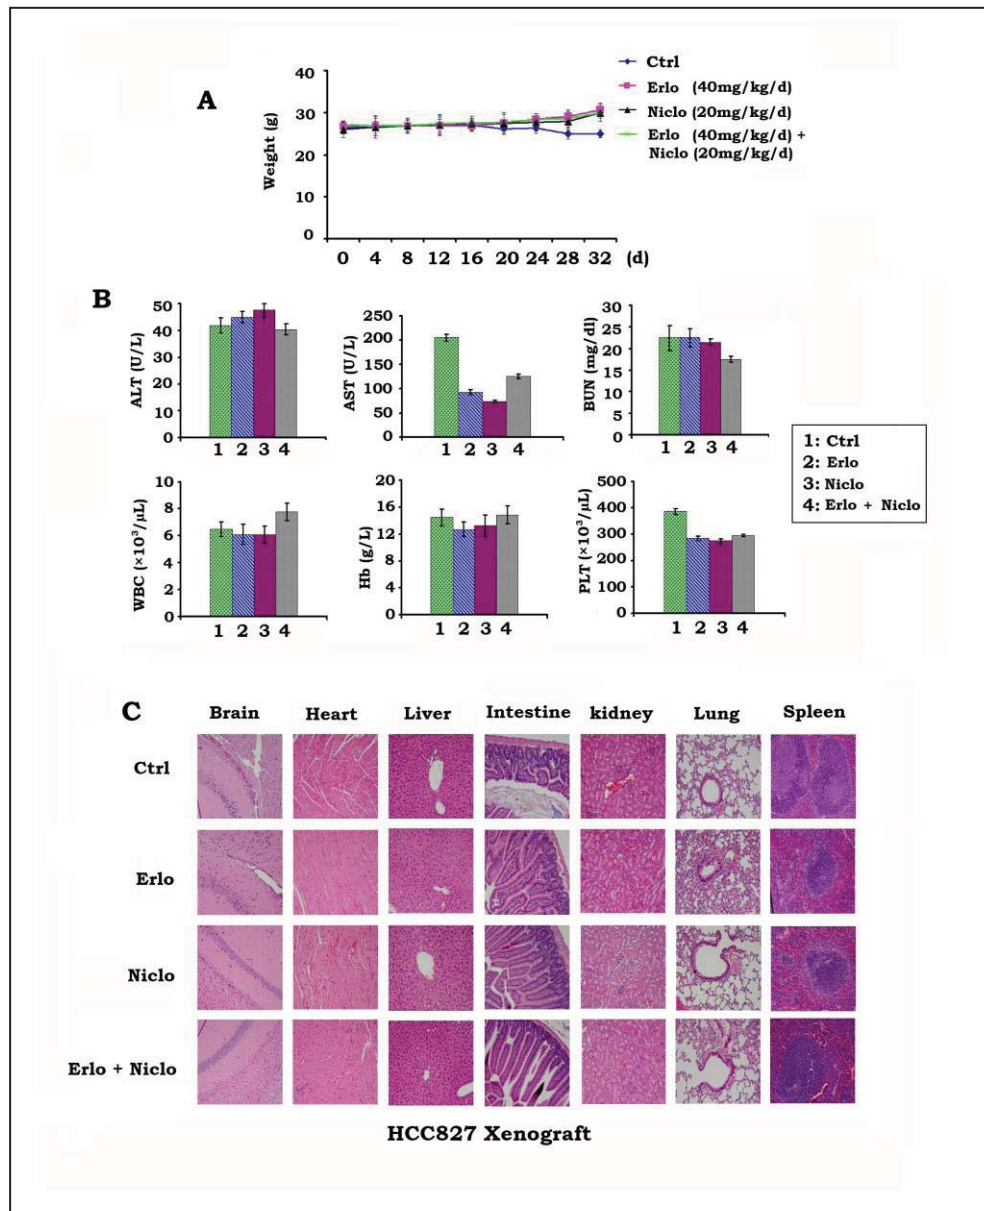 A
Weight (g)
40
30
20
10
0
0 4 8 12 16 20 24 28 32 (d)
Ctrl
Erlo (40mg/kg/d)
Niclo (20mg/kg/d)
Erlo (40mg/kg/d) +
Niclo (20mg/kg/d)
B
ALT (U/L)
50
40
30
20
10
0
1 2 3 4
AST (U/L)
250
200
150
100
50
0
1 2 3 4
BUN (mg/dl)
30
25
20
15
20
5
0
1 2 3 4
1: Ctrl
2: Erlo
3: Niclo
4: Erlo + Niclo
WBC (×10³/μL)
10
8
6
4
2
0
1 2 3 4
Hb (g/L)
20
16
12
8
4
0
1 2 3 4
PLT (×10³/μL)
500
400
300
200
100
0
1 2 3 4
C
Brain Heart Liver Intestine kidney Lung Spleen
Ctrl
Erlo
Niclo
Erlo + Niclo
HCC827 Xenograft